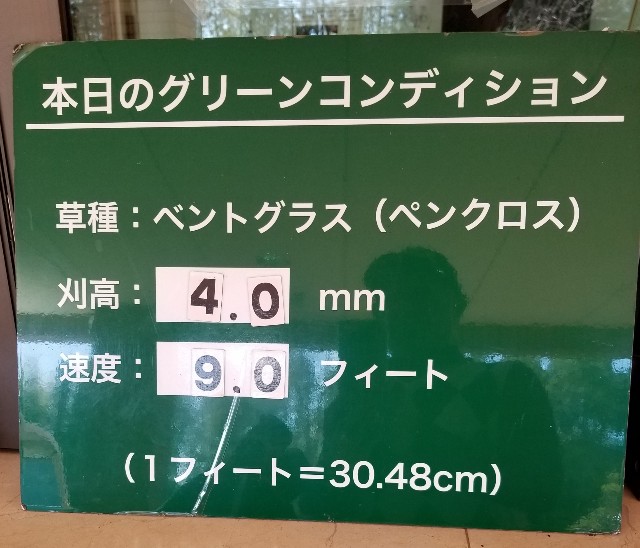 本日のグリーンコンディション
草種：ベントグラス（ペンクロス）
刈高：4.0 mm
速度：9.0 フィート
（１フィート＝30.48cm）